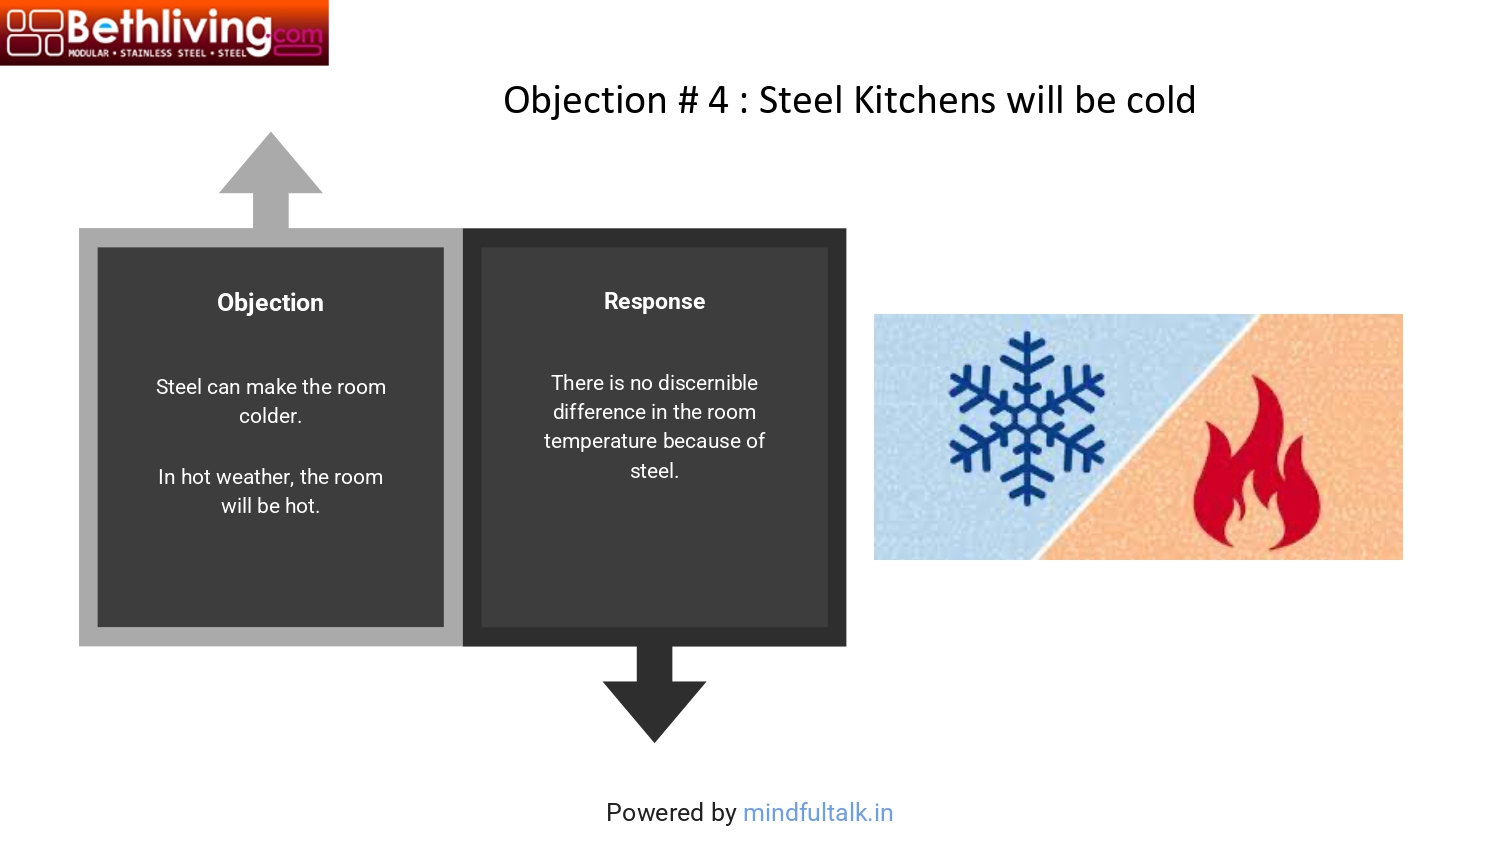 Bethliving.com
MODULAR • STAINLESS STEEL • STEEL
Objection # 4 : Steel Kitchens will be cold
Objection
Steel can make the room
colder.
In hot weather, the room
will be hot.
Response
There is no discernible
difference in the room
temperature because of
steel.
Powered by mindfultalk.in